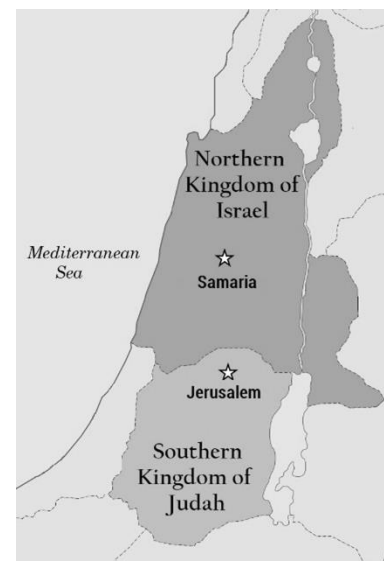 Northern
Kingdom of
Israel
Mediterranean
Sea
Samaria
Jerusalem
Southern
Kingdom of
Judah